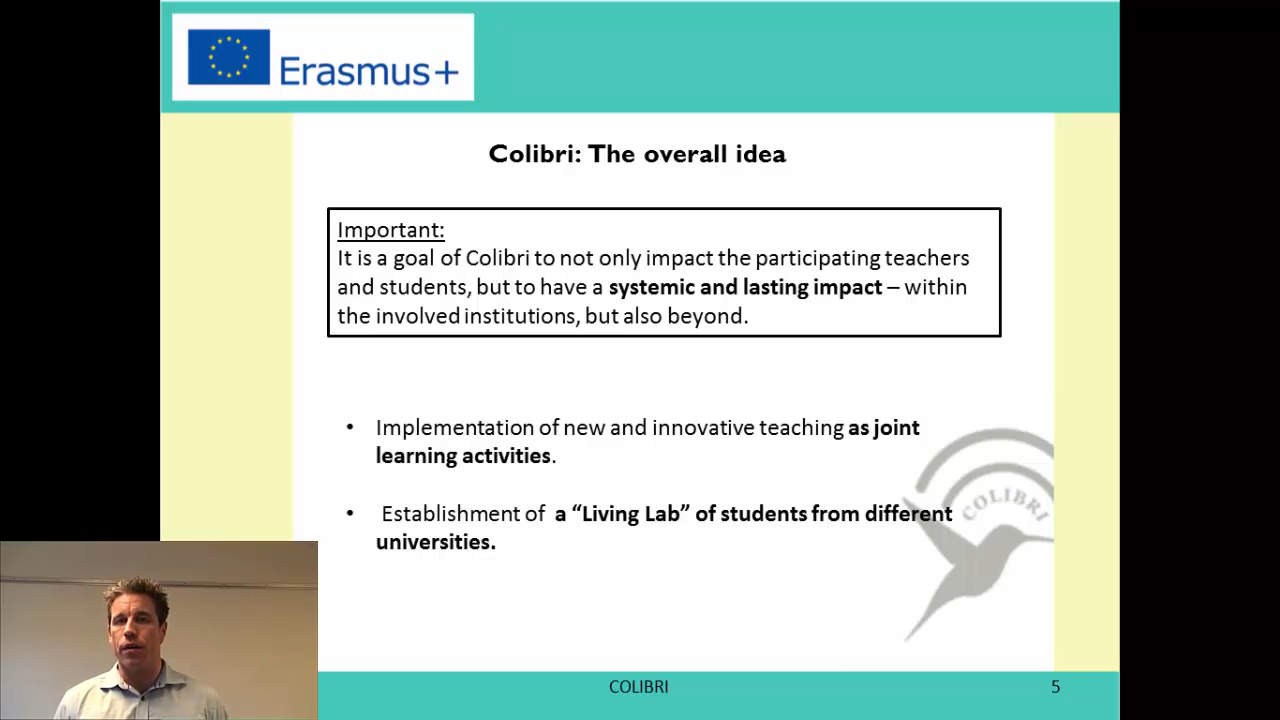 Erasmus+
Colibri: The overall idea
Important:
It is a goal of Colibri to not only impact the participating teachers
and students, but to have a systemic and lasting impact – within
the involved institutions, but also beyond.
• Implementation of new and innovative teaching as joint
learning activities.
• Establishment of a “Living Lab” of students from different
universities.
COLIBRI
COLIBRI
5